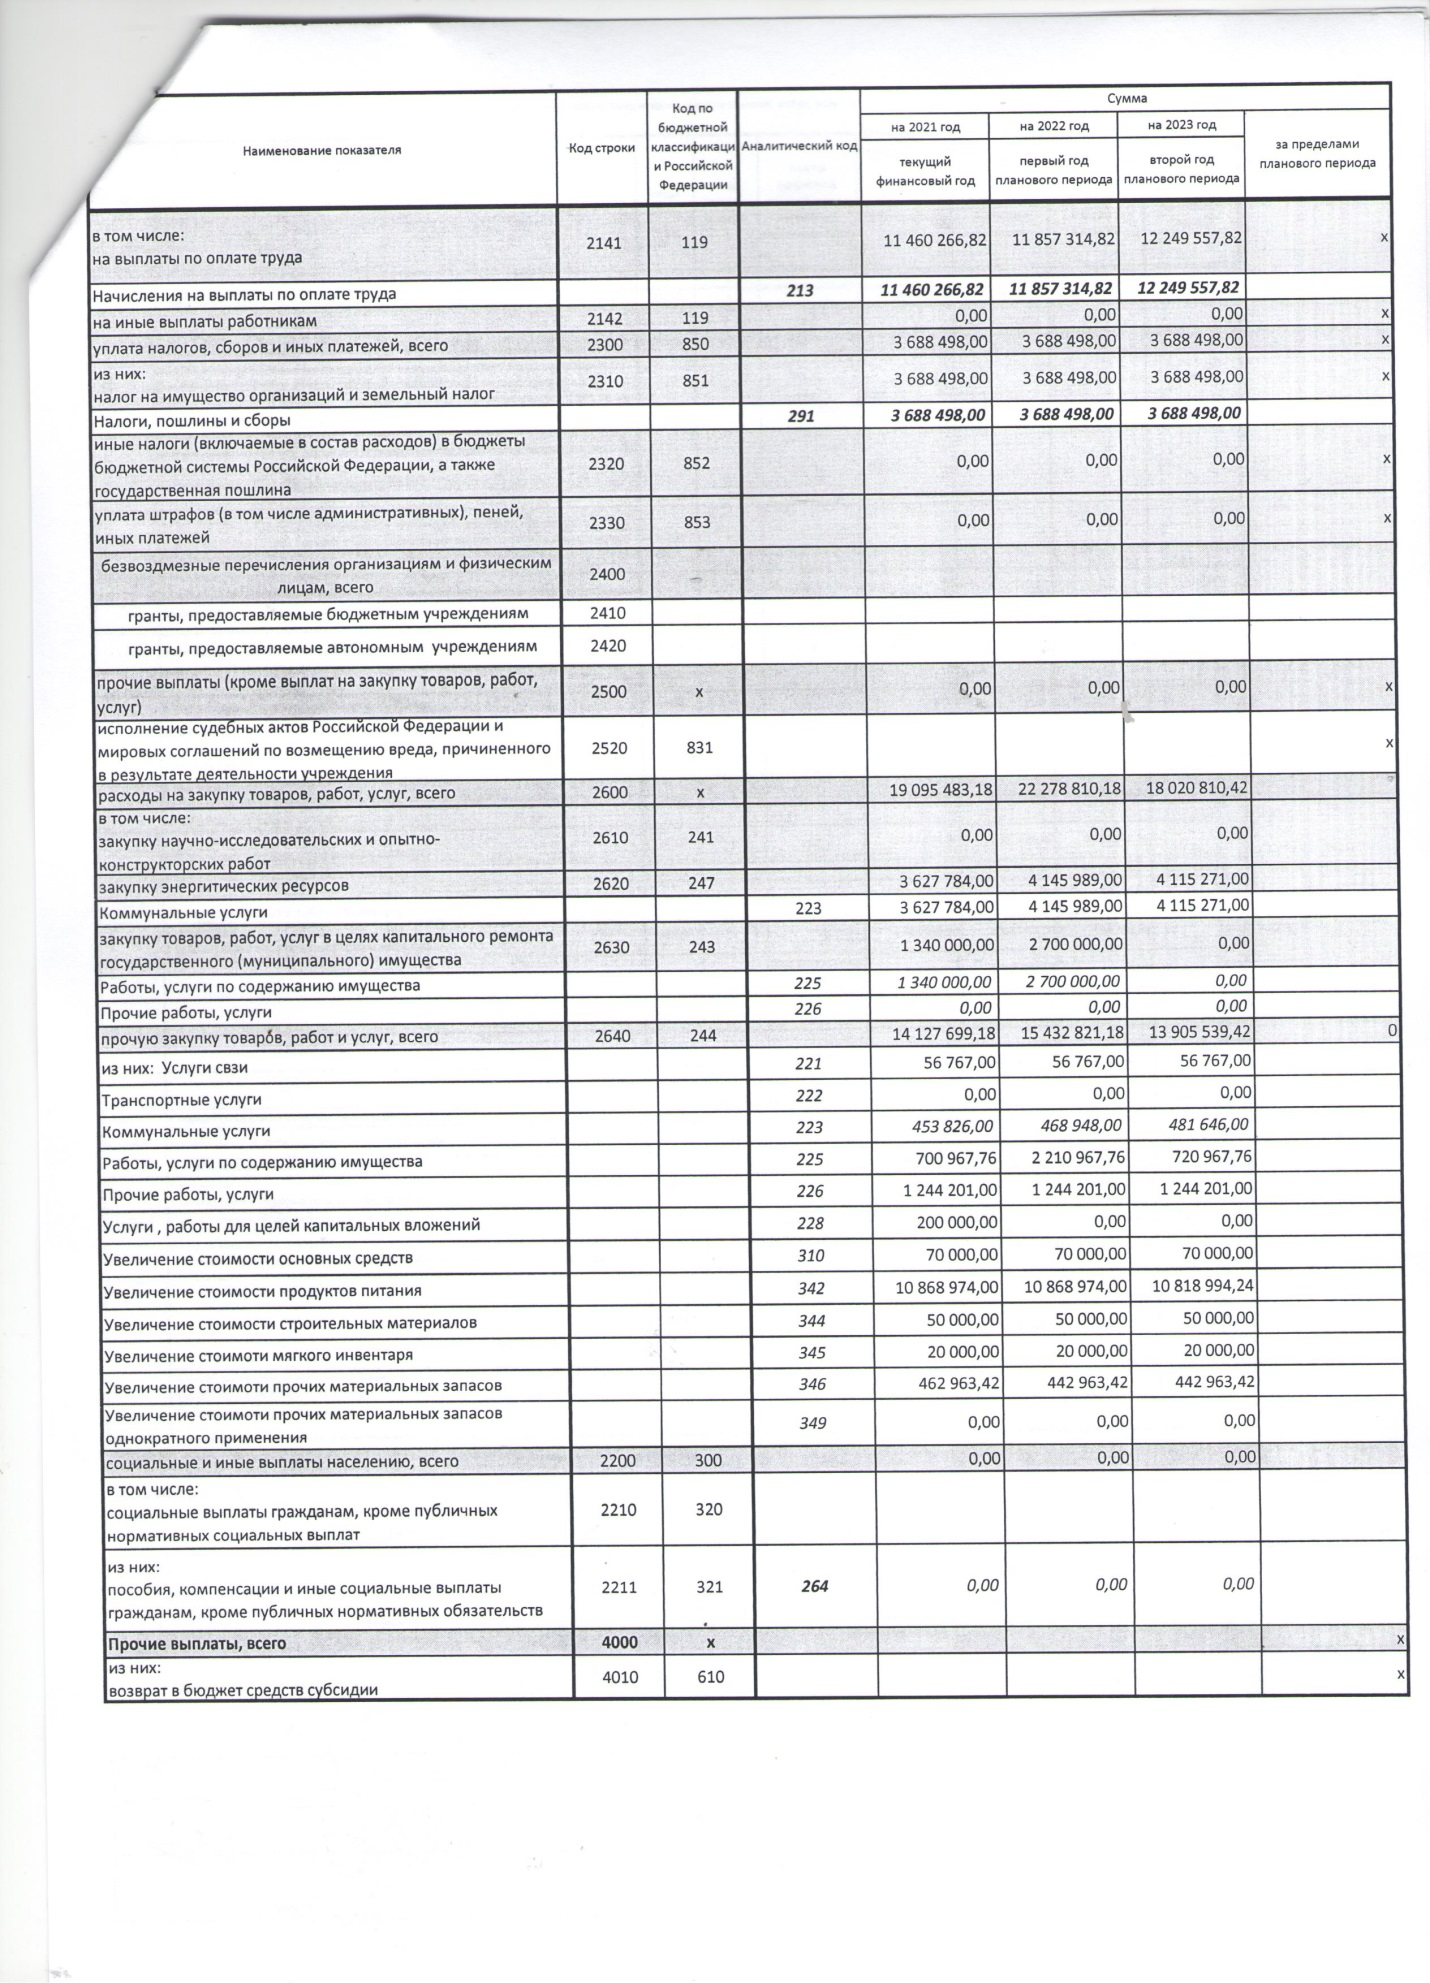 Наименование показателя Код строки Код по бюджетной классификаци и Российской Федерации Аналитический код Сумма
на 2021 год на 2022 год на 2023 год за пределами планового периода
текущий финансовый год первый год планового периода второй год планового периода
в том числе:
на выплаты по оплате труда 2141 119 11 460 266,82 11 857 314,82 12 249 557,82 х
Начисления на выплаты по оплате труда 213 11 460 266,82 11 857 314,82 12 249 557,82
на иные выплаты работникам 2142 119 0,00 0,00 0,00 х
уплата налогов, сборов и иных платежей, всего 2300 850 3 688 498,00 3 688 498,00 3 688 498,00 х
из них:
налог на имущество организаций и земельный налог 2310 851 3 688 498,00 3 688 498,00 3 688 498,00 х
Налоги, пошлины и сборы 291 3 688 498,00 3 688 498,00 3 688 498,00
иные налоги (включаемые в состав расходов) в бюджеты
бюджетной системы Российской Федерации, а также 2320 852 0,00 0,00 0,00 х
государственная пошлина
уплата штрафов (в том числе административных), пеней,
иных платежей 2330 853 0,00 0,00 0,00 х
безвоздмезные перечисления организациям и физическим
лицам, всего 2400
гранты, предоставляемые бюджетным учреждениям 2410
гранты, предоставляемые автономным учреждениям 2420
прочие выплаты (кроме выплат на закупку товаров, работ,
услуг) 2500 х 0,00 0,00 0,00 х
исполнение судебных актов Российской Федерации и
мировых соглашений по возмещению вреда, причиненного 2520 831 х
в результате деятельности учреждения
расходы на закупку товаров, работ, услуг, всего 2600 х 19 095 483,18 22 278 810,18 18 020 810,42
в том числе:
закупку научно-исследовательских и опытно- 2610 241 0,00 0,00 0,00
конструкторских работ
закупку энергитических ресурсов 2620 247 3 627 784,00 4 145 989,00 4 115 271,00
Коммунальные услуги 223 3 627 784,00 4 145 989,00 4 115 271,00
закупку товаров, работ, услуг в целях капитального ремонта
государственного (муниципального) имущества 2630 243 1 340 000,00 2 700 000,00 0,00
Работы, услуги по содержанию имущества 225 1 340 000,00 2 700 000,00 0,00
Прочие работы, услуги 226 0,00 0,00 0,00
прочую закупку товаров, работ и услуг, всего 2640 244 14 127 699,18 15 432 821,18 13 905 539,42 0
из них: Услуги свзи 221 56 767,00 56 767,00 56 767,00
Транспортные услуги 222 0,00 0,00 0,00
Коммунальные услуги 223 453 826,00 468 948,00 481 646,00
Работы, услуги по содержанию имущества 225 700 967,76 2 210 967,76 720 967,76
Прочие работы, услуги 226 1 244 201,00 1 244 201,00 1 244 201,00
Услуги , работы для целей капитальных вложений 228 200 000,00 0,00 0,00
Увеличение стоимости основных средств 310 70 000,00 70 000,00 70 000,00
Увеличение стоимости продуктов питания 342 10 868 974,00 10 868 974,00 10 818 994,24
Увеличение стоимости строительных материалов 344 50 000,00 50 000,00 50 000,00
Увеличение стоимоти мягкого инвентаря 345 20 000,00 20 000,00 20 000,00
Увеличение стоимоти прочих материальных запасов 346 462 963,42 442 963,42 442 963,42
Увеличение стоимоти прочих материальных запасов
однократного применения 349 0,00 0,00 0,00
социальные и иные выплаты населению, всего 2200 300 0,00 0,00 0,00
в том числе:
социальные выплаты гражданам, кроме публичных 2210 320
нормативных социальных выплат
из них:
пособия, компенсации и иные социальные выплаты 2211 321 264 0,00 0,00 0,00
гражданам, кроме публичных нормативных обязательств
Прочие выплаты, всего 4000 х х
из них:
возврат в бюджет средств субсидии 4010 610 х